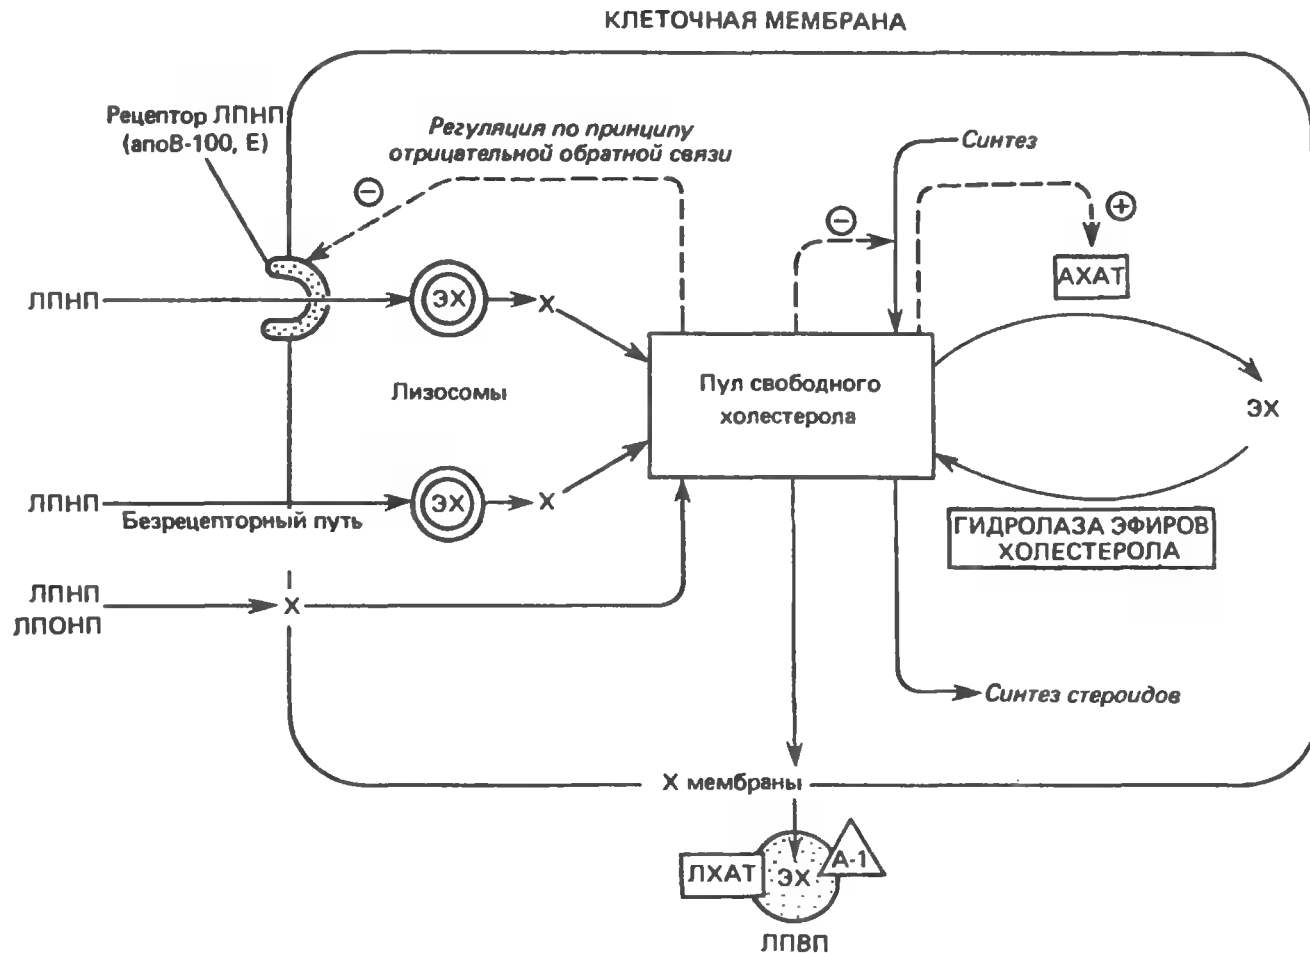 КЛЕТОЧНАЯ МЕМБРАНА
Рецептор ЛПНП
(апоВ-100, Е)
Регуляция по принципу
отрицательной обратной связи
Синтез
АХАТ
ЛПНП
ЭХ
Х
Лизосомы
Пул свободного
холестерола
ЭХ
ЛПНП
ЭХ
Х
Безрецепторный путь
ГИДРОЛАЗА ЭФИРОВ
ХОЛЕСТЕРОЛА
ЛПНП
ЛПОНП
Х
Синтез стероидов
Х мембраны
ЛХАТ
ЭХ
А-1
ЛПВП